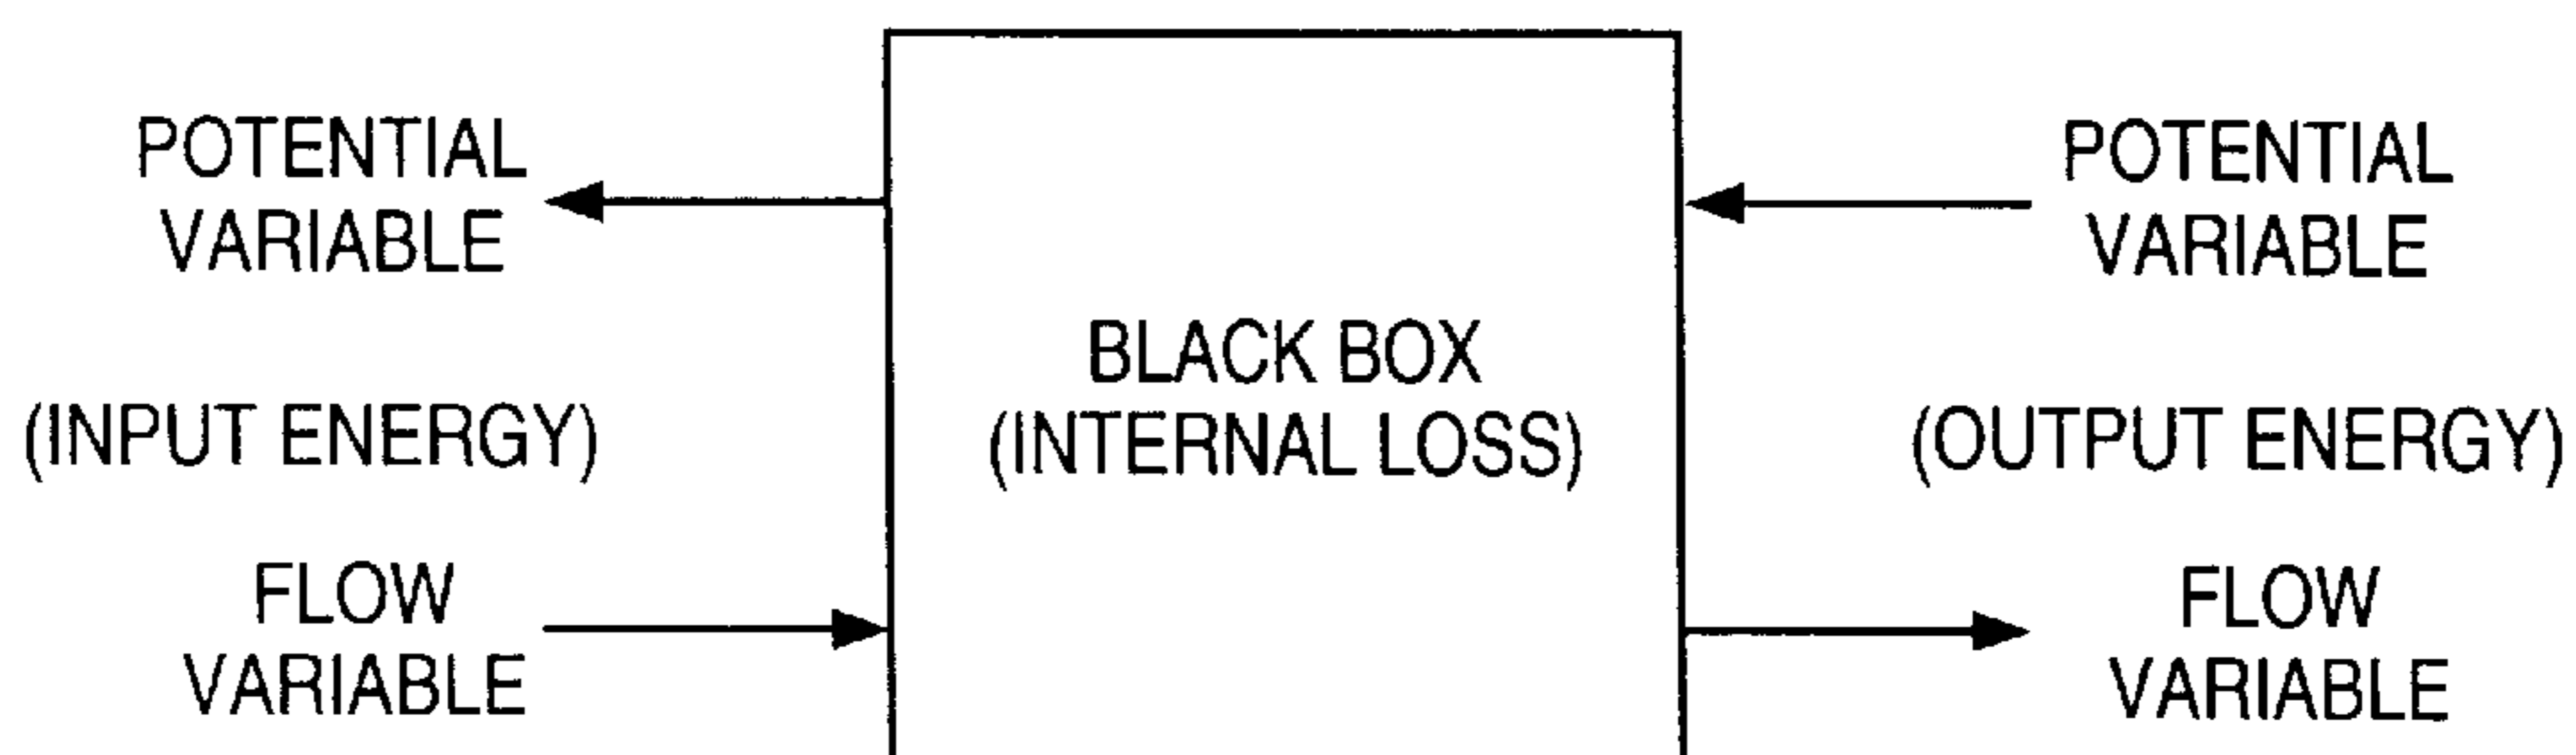 POTENTIAL
VARIABLE
(INPUT ENERGY)
FLOW
VARIABLE
BLACK BOX
(INTERNAL LOSS)
POTENTIAL
VARIABLE
(OUTPUT ENERGY)
FLOW
VARIABLE